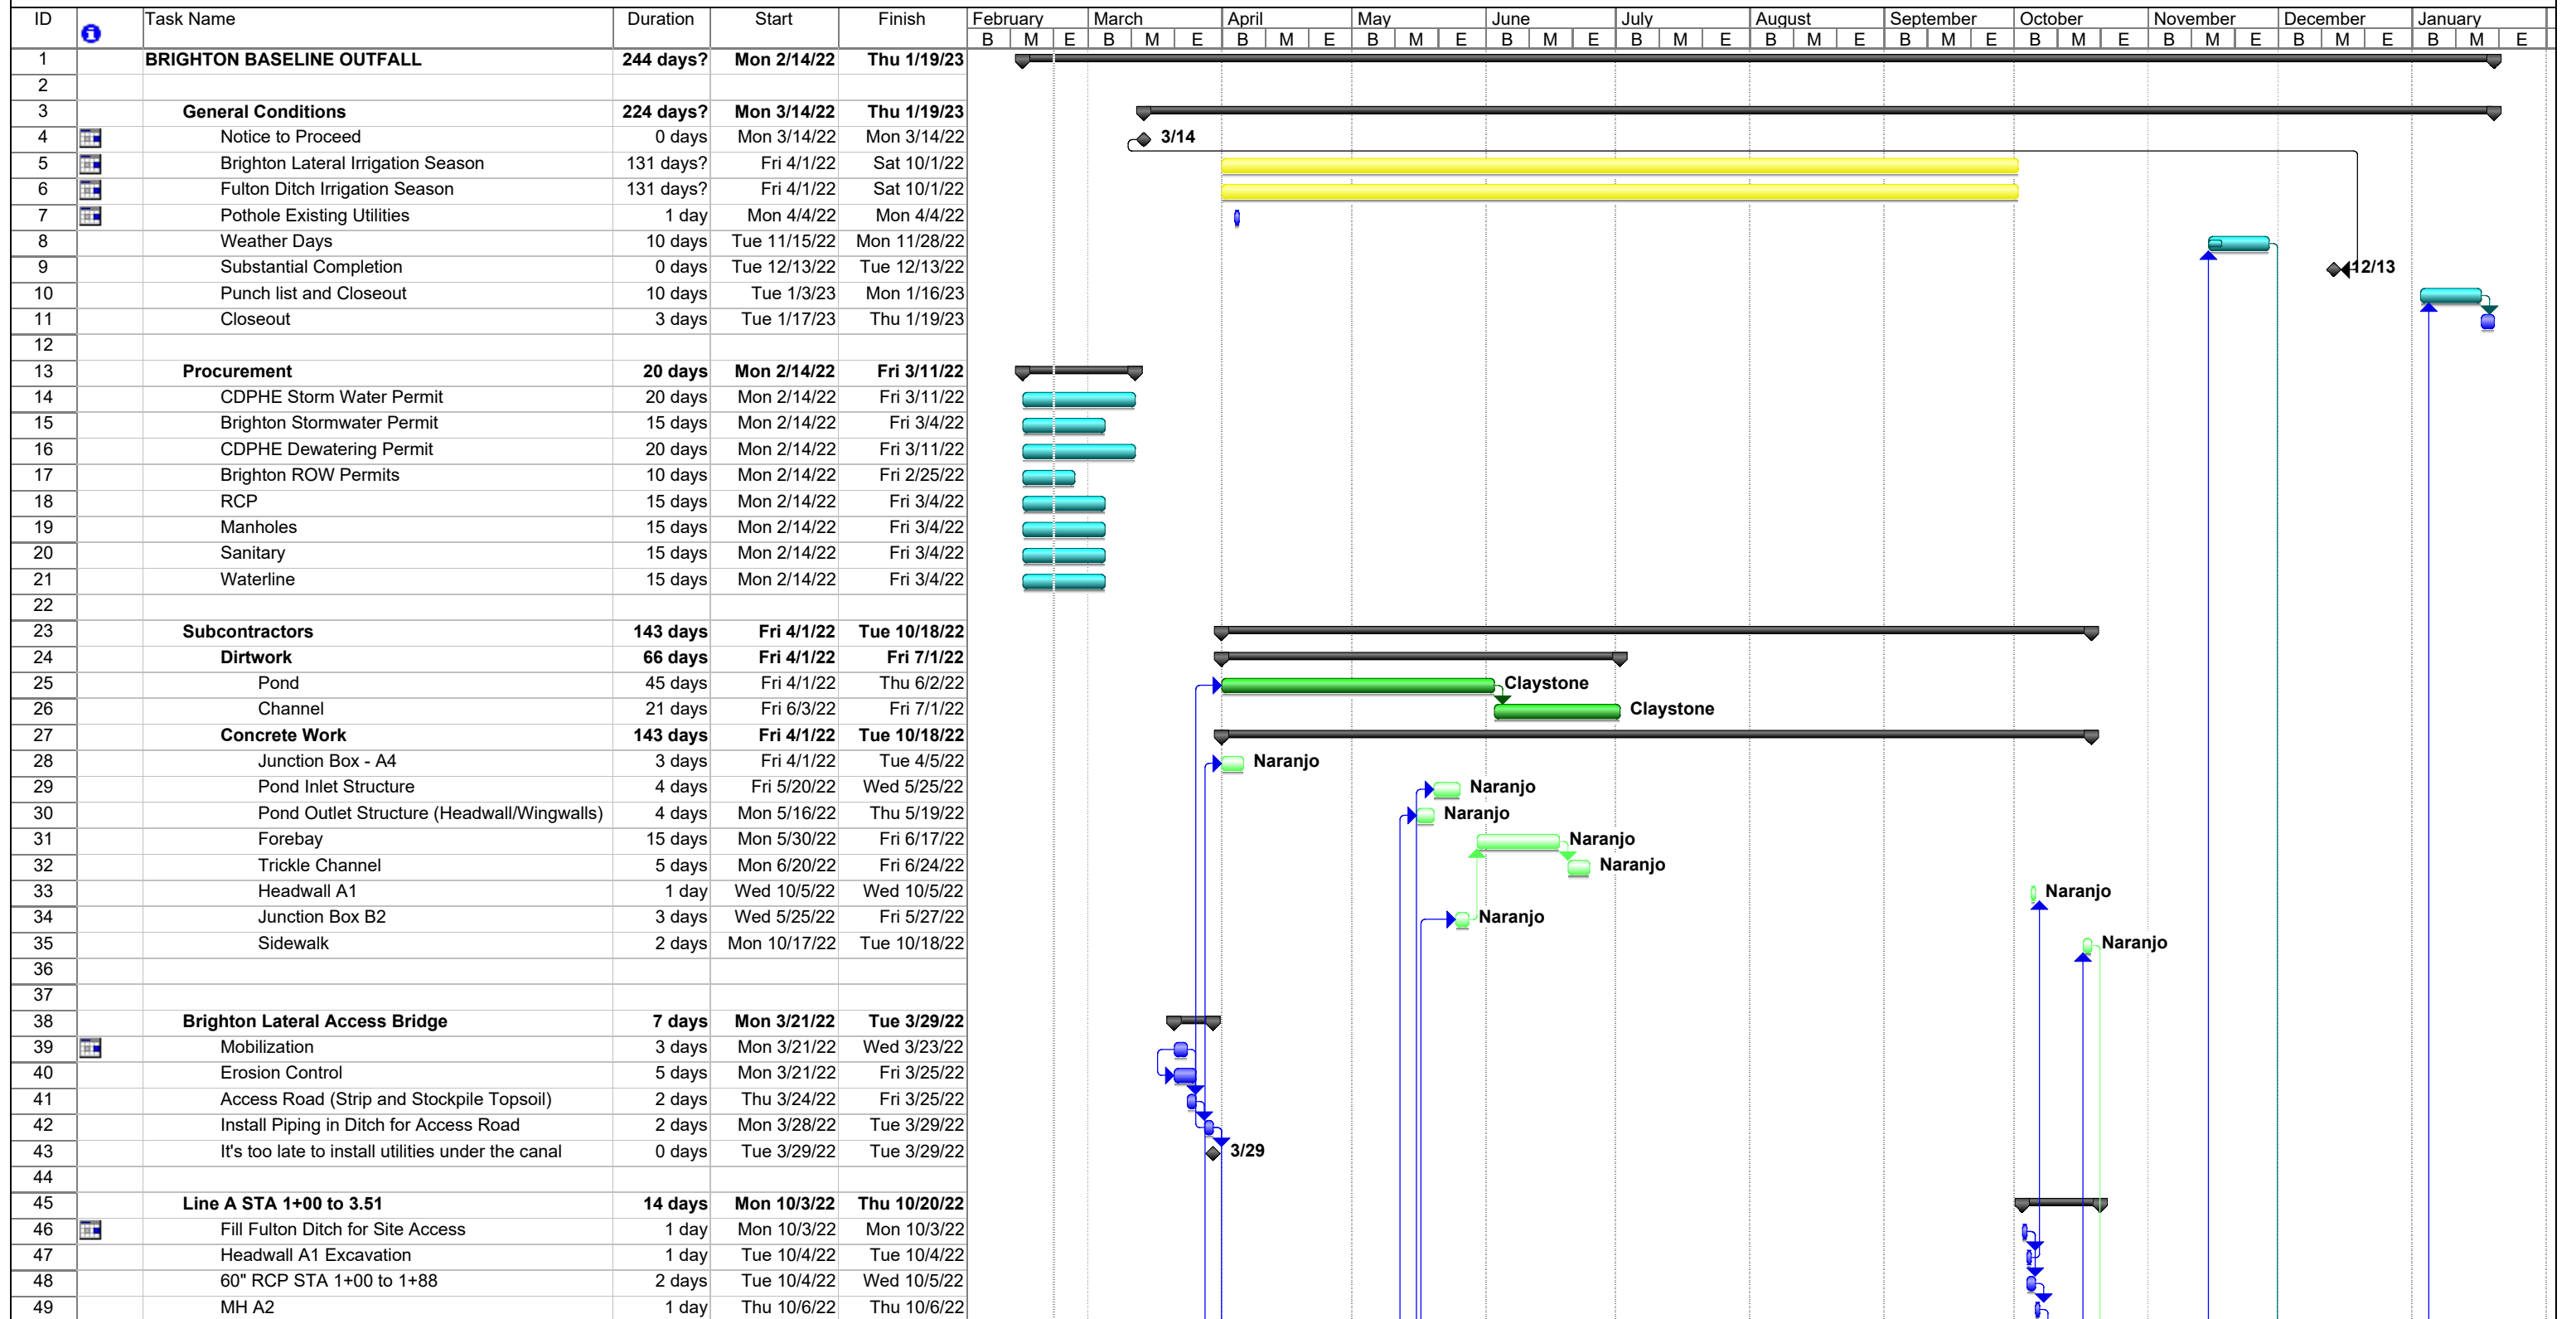 ID Task Name Duration Start Finish February March April May June July August September October November December January
B M E B M E B M E B M E B M E B M E B M E B M E B M E B M E B M E B M E
1 BRIGHTON BASELINE OUTFALL 244 days? Mon 2/14/22 Thu 1/19/23
2
3 General Conditions 224 days? Mon 3/14/22 Thu 1/19/23
4 Notice to Proceed 0 days Mon 3/14/22 Mon 3/14/22 3/14
5 Brighton Lateral Irrigation Season 131 days? Fri 4/1/22 Sat 10/1/22
6 Fulton Ditch Irrigation Season 131 days? Fri 4/1/22 Sat 10/1/22
7 Pothole Existing Utilities 1 day Mon 4/4/22 Mon 4/4/22
8 Weather Days 10 days Tue 11/15/22 Mon 11/28/22
9 Substantial Completion 0 days Tue 12/13/22 Tue 12/13/22 12/13
10 Punch list and Closeout 10 days Tue 1/3/23 Mon 1/16/23
11 Closeout 3 days Tue 1/17/23 Thu 1/19/23
12
13 Procurement 20 days Mon 2/14/22 Fri 3/11/22
14 CDPHE Storm Water Permit 20 days Mon 2/14/22 Fri 3/11/22
15 Brighton Stormwater Permit 15 days Mon 2/14/22 Fri 3/4/22
16 CDPHE Dewatering Permit 20 days Mon 2/14/22 Fri 3/11/22
17 Brighton ROW Permits 10 days Mon 2/14/22 Fri 2/25/22
18 RCP 15 days Mon 2/14/22 Fri 3/4/22
19 Manholes 15 days Mon 2/14/22 Fri 3/4/22
20 Sanitary 15 days Mon 2/14/22 Fri 3/4/22
21 Waterline 15 days Mon 2/14/22 Fri 3/4/22
22
23 Subcontractors 143 days Fri 4/1/22 Tue 10/18/22
24 Dirtwork 66 days Fri 4/1/22 Fri 7/1/22
25 Pond 45 days Fri 4/1/22 Thu 6/2/22 Claystone
26 Channel 21 days Fri 6/3/22 Fri 7/1/22 Claystone
27 Concrete Work 143 days Fri 4/1/22 Tue 10/18/22
28 Junction Box - A4 3 days Fri 4/1/22 Tue 4/5/22 Naranjo
29 Pond Inlet Structure 4 days Fri 5/20/22 Wed 5/25/22 Naranjo
30 Pond Outlet Structure (Headwall/Wingwalls) 4 days Mon 5/16/22 Thu 5/19/22 Naranjo
31 Forebay 15 days Mon 5/30/22 Fri 6/17/22 Naranjo
32 Trickle Channel 5 days Mon 6/20/22 Fri 6/24/22 Naranjo
33 Headwall A1 1 day Wed 10/5/22 Wed 10/5/22 Naranjo
34 Junction Box B2 3 days Wed 5/25/22 Fri 5/27/22 Naranjo
35 Sidewalk 2 days Mon 10/17/22 Tue 10/18/22 Naranjo
36
37
38 Brighton Lateral Access Bridge 7 days Mon 3/21/22 Tue 3/29/22
39 Mobilization 3 days Mon 3/21/22 Wed 3/23/22
40 Erosion Control 5 days Mon 3/21/22 Fri 3/25/22
41 Access Road (Strip and Stockpile Topsoil) 2 days Thu 3/24/22 Fri 3/25/22
42 Install Piping in Ditch for Access Road 2 days Mon 3/28/22 Tue 3/29/22
43 It's too late to install utilities under the canal 0 days Tue 3/29/22 Tue 3/29/22 3/29
44
45 Line A STA 1+00 to 3.51 14 days Mon 10/3/22 Thu 10/20/22
46 Fill Fulton Ditch for Site Access 1 day Mon 10/3/22 Mon 10/3/22
47 Headwall A1 Excavation 1 day Tue 10/4/22 Tue 10/4/22
48 60" RCP STA 1+00 to 1+88 2 days Tue 10/4/22 Wed 10/5/22
49 MH A2 1 day Thu 10/6/22 Thu 10/6/22